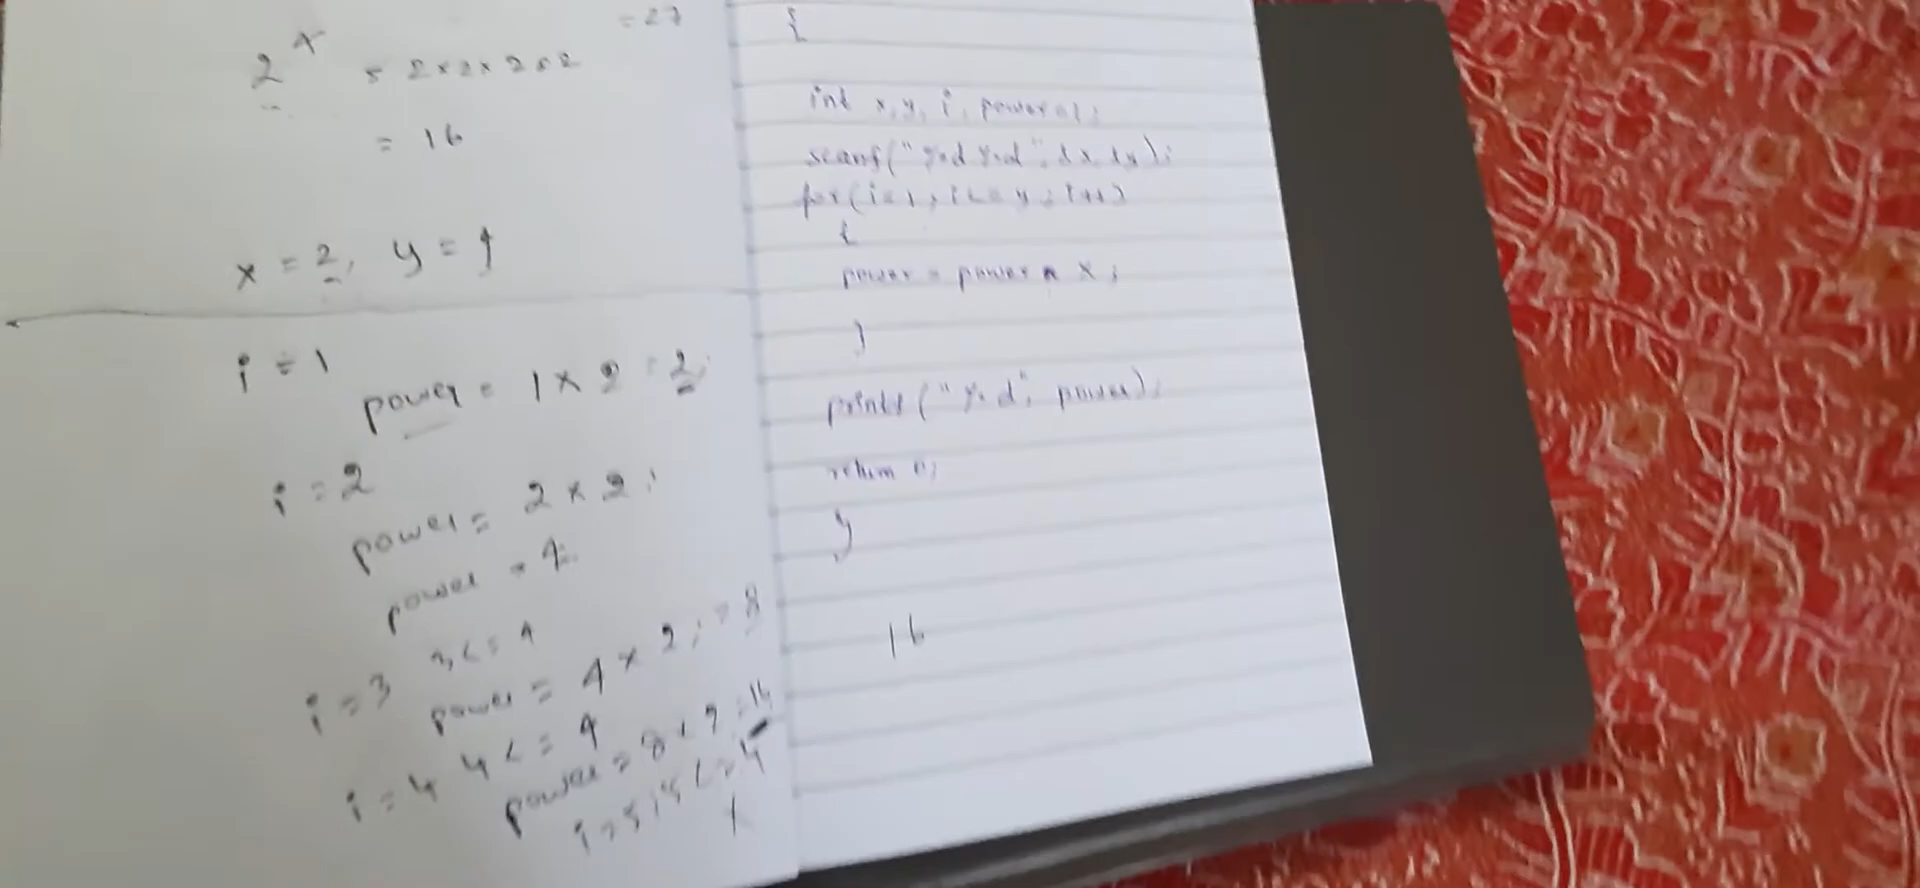 = 27
2^4 = 2 x 2 x 2 x 2
= 16
x = 2, y = 4
i = 1
power = 1 x 2 = 2;
i = 2
power = 2 x 2;
power = 4
3 <= 4
i = 3
power = 4 x 2; = 8
i = 4 4 <= 4
power = 8 x 2 = 16
i = 5; 5 <= 4
x
{
int x, y, i, power=1;
scanf("%d %d", &x, &y);
for(i=1; i<=y; i++)
{
power = power * x;
}
printf("%d", power);
return 0;
}
16